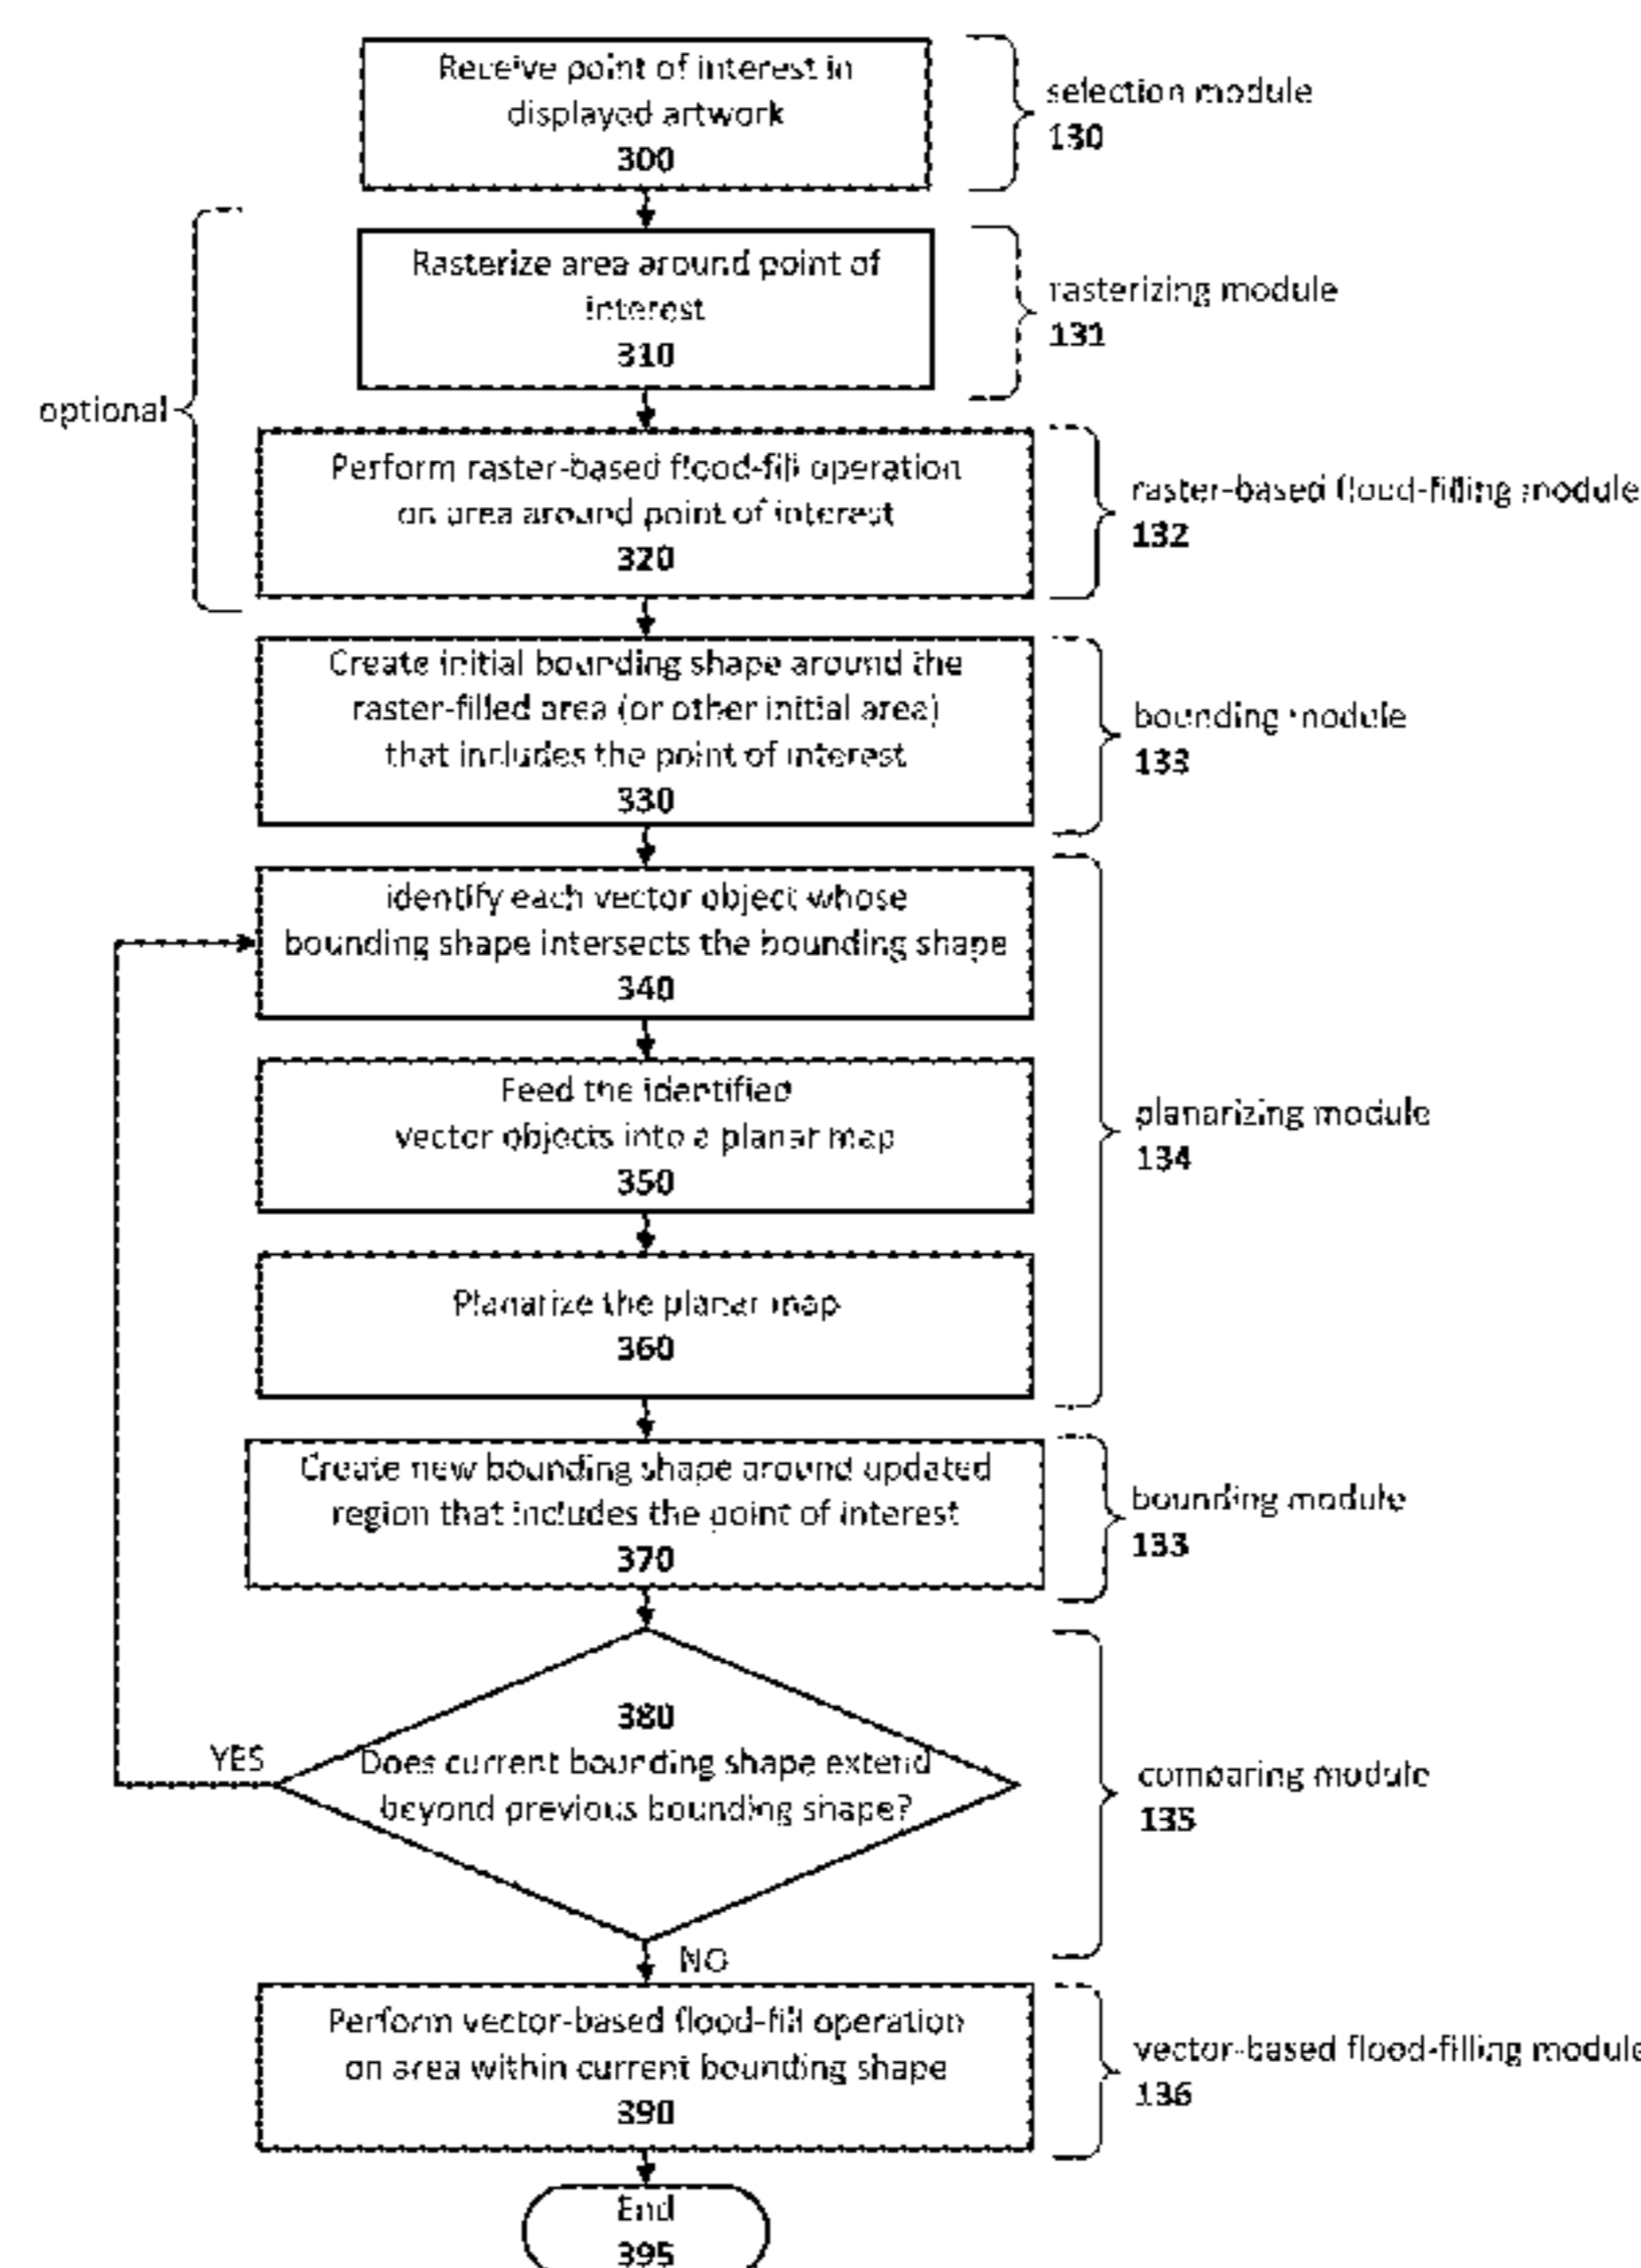 Receive point of interest in
displayed artwork
300
selection module
130
Rasterize area around point of
interest
310
rasterizing module
131
optional
Perform raster-based flood-fill operation
on area around point of interest
320
raster-based flood-filling module
132
Create initial bounding shape around the
raster-filled area (or other initial area)
that includes the point of interest
330
bounding module
133
identify each vector object whose
bounding shape intersects the bounding shape
340
Feed the identified
vector objects into a planar map
350
planarizing module
134
Planarize the planar map
360
Create new bounding shape around updated
region that includes the point of interest
370
bounding module
133
380
Does current bounding shape extend
beyond previous bounding shape?
YES
comparing module
135
NO
Perform vector-based flood-fill operation
on area within current bounding shape
390
vector-based flood-filling module
136
End
395